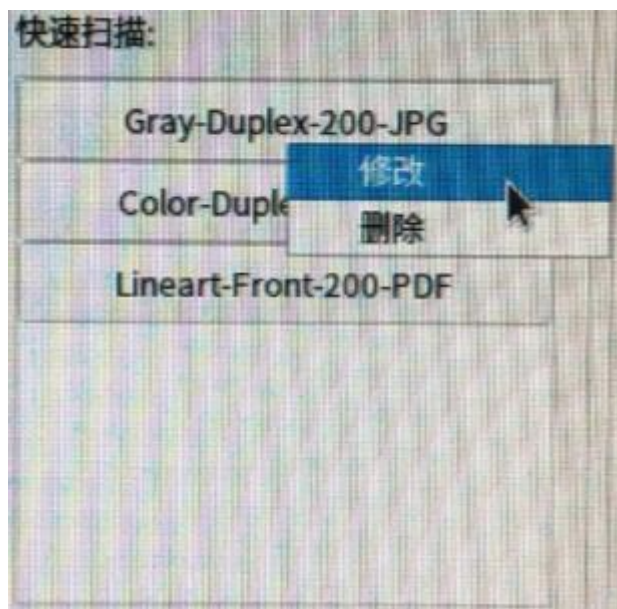 快速扫描:
Gray-Duplex-200-JPG
修改
Color-Duple
删除
Lineart-Front-200-PDF